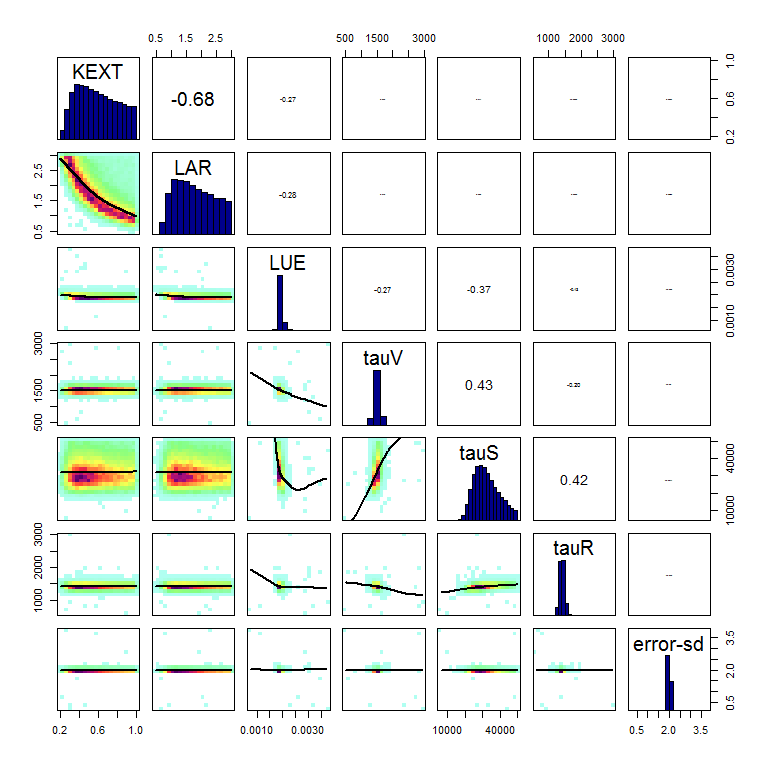 0.5 1.5 2.5 500 1500 3000 1000 2000 3000
KEXT -0.68 -0.27 0.2 0.6 1.0
0.5 1.5 2.5 LAR -0.28
LUE -0.27 -0.37 0.0010 0.0030
500 1500 3000 tauV 0.43 -0.20
tauS 0.42 10000 40000
1000 2000 3000 tauR
error-sd 0.5 2.0 3.5
0.2 0.6 1.0 0.0010 0.0030 10000 40000 0.5 2.0 3.5